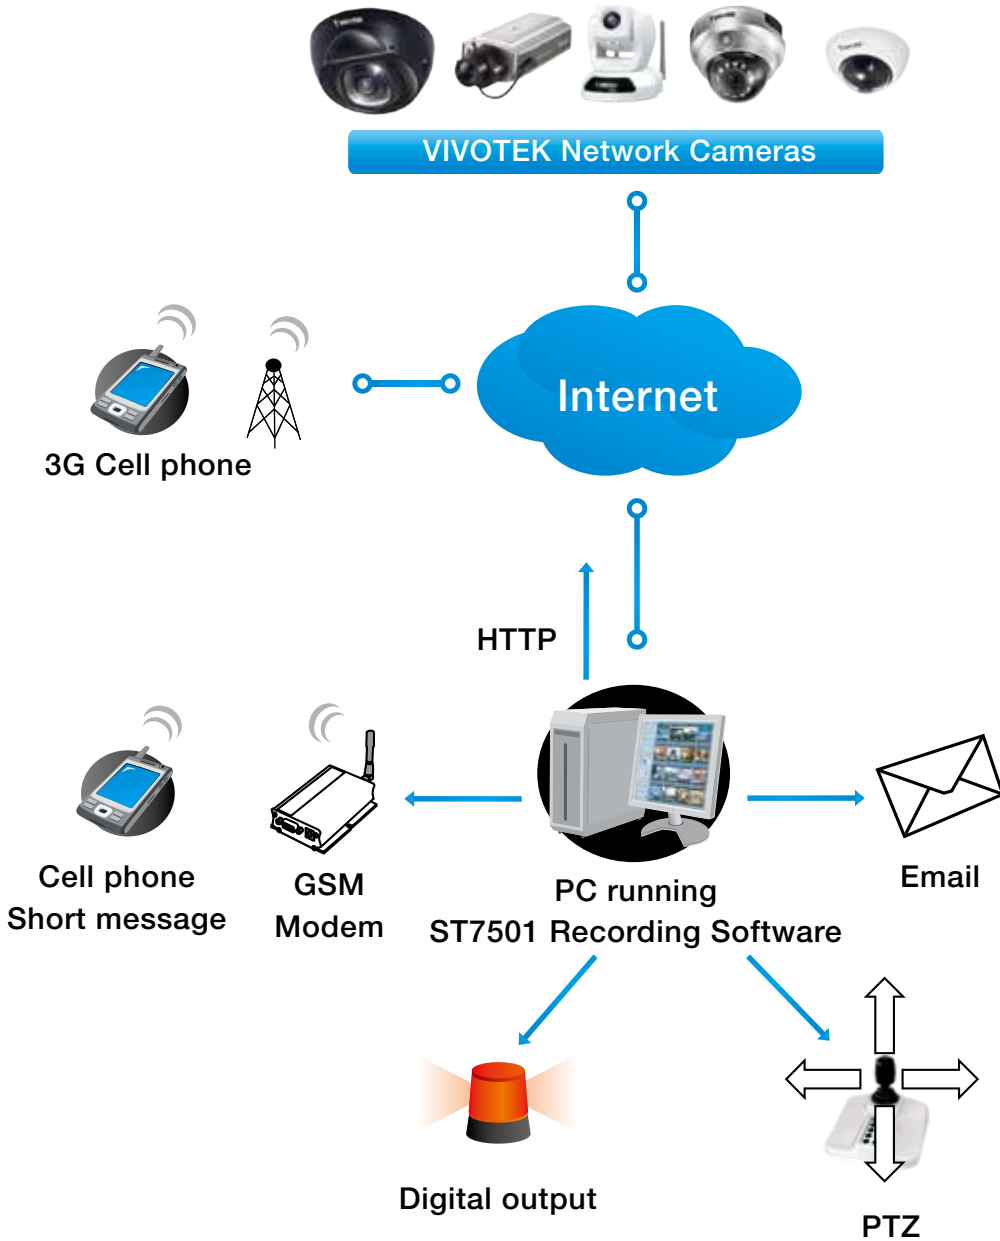 VIVOTEK Network Cameras
Internet
3G Cell phone
HTTP
Cell phone
Short message
GSM
Modem
PC running
ST7501 Recording Software
Email
Digital output
PTZ